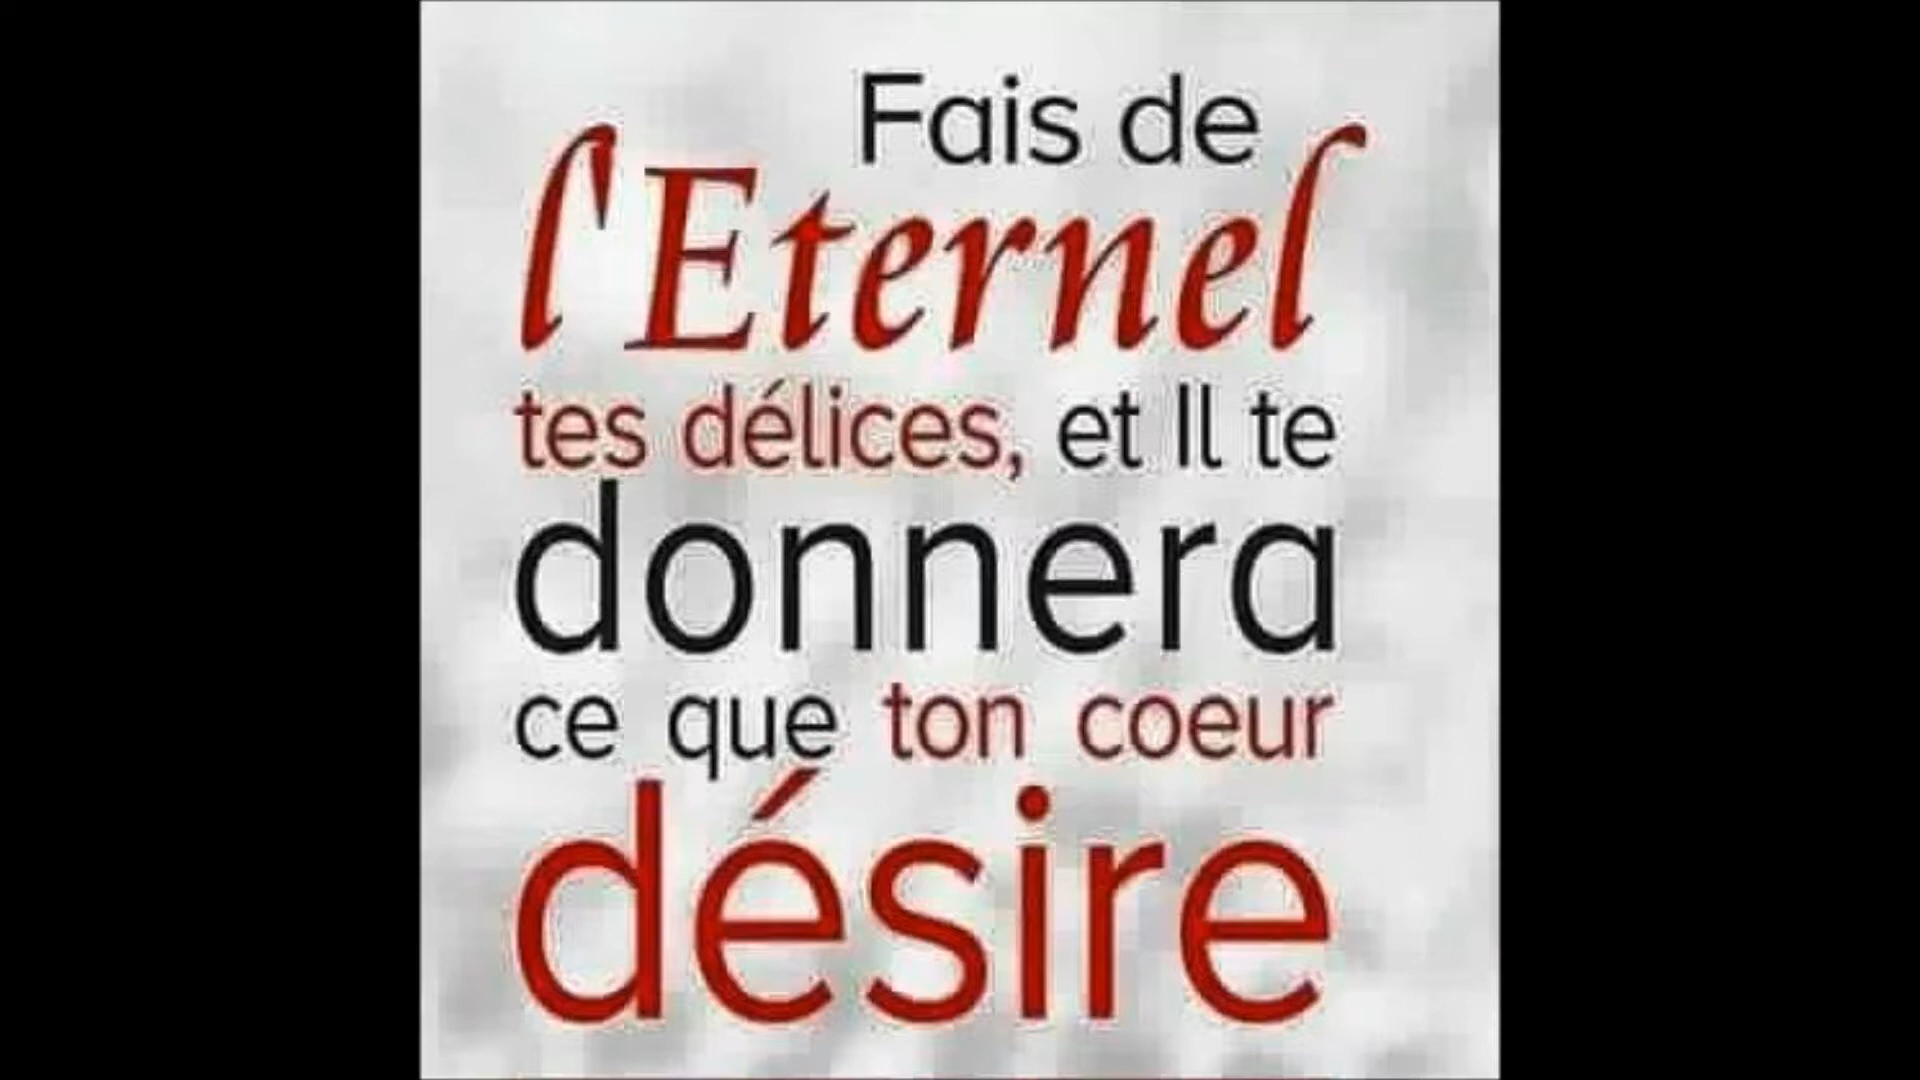 Fais de
l'Eternel
tes délices, et Il te
donnera
ce que ton coeur
désire